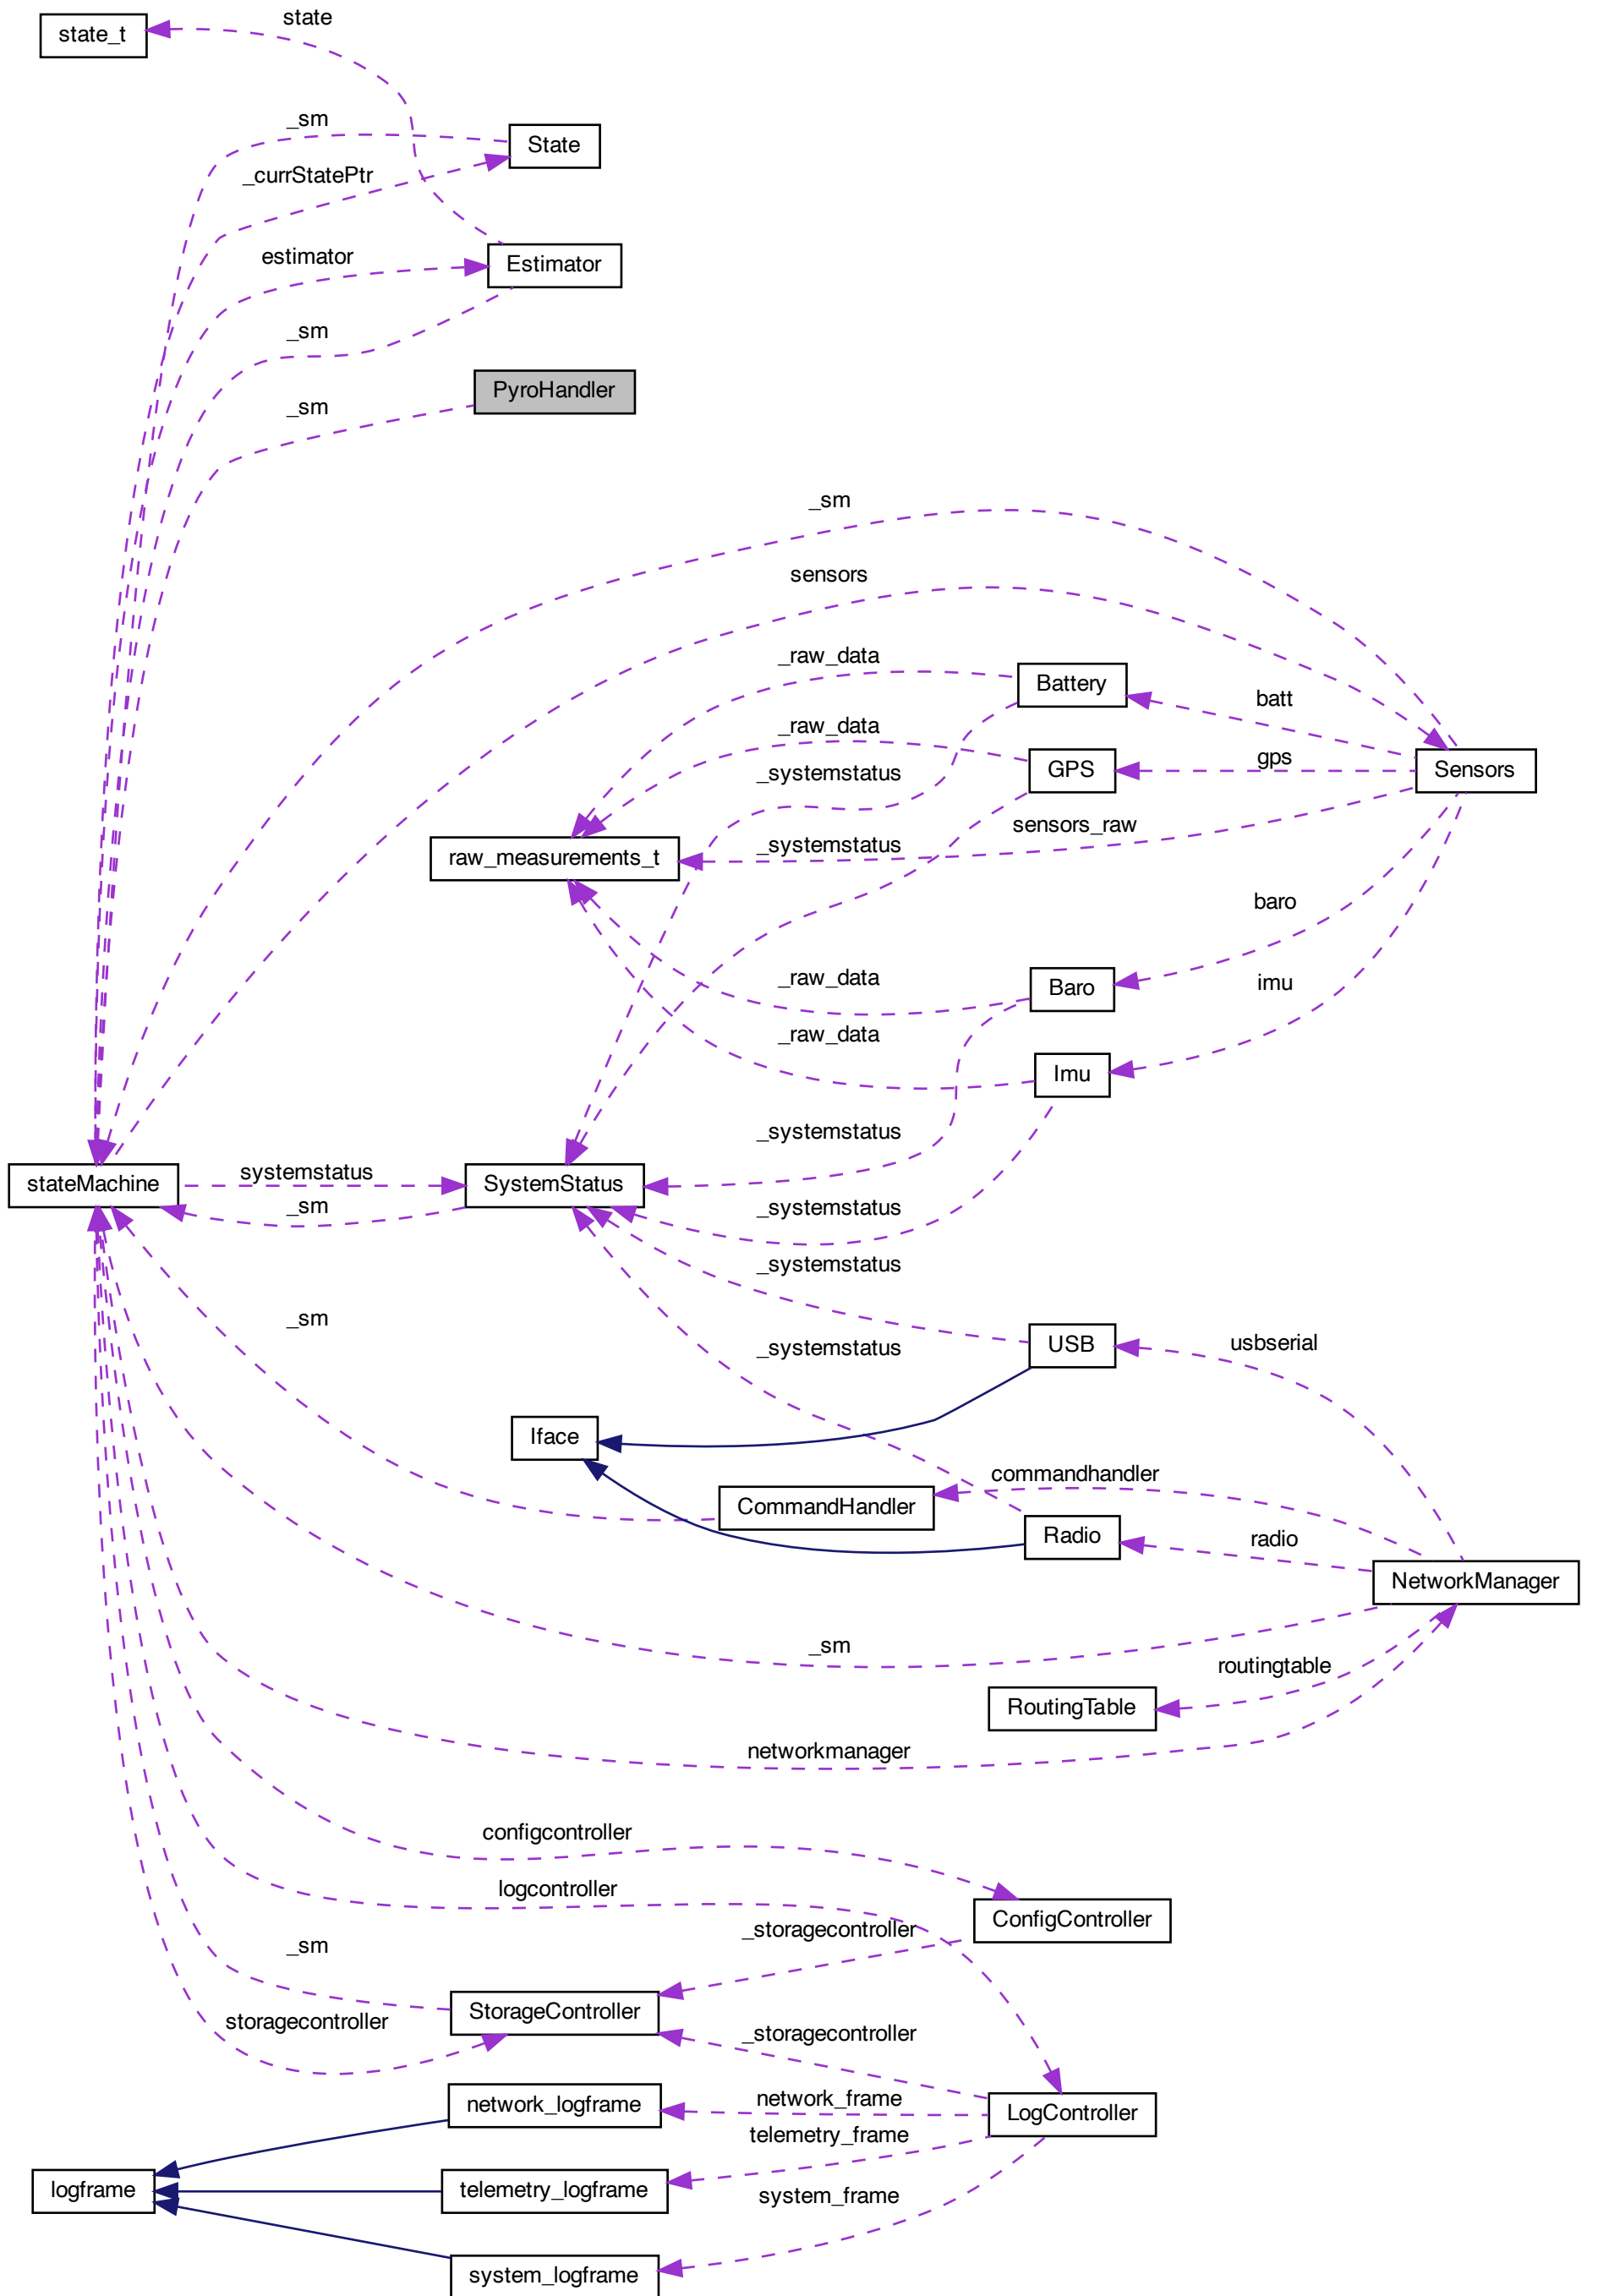 state
state_t
_sm
State
_currStatePtr
estimator
Estimator
_sm
PyroHandler
_sm
_sm
sensors
_raw_data
Battery
batt
_raw_data
_systemstatus
GPS
gps
Sensors
sensors_raw
_systemstatus
raw_measurements_t
baro
_raw_data
Baro
imu
_raw_data
Imu
_systemstatus
stateMachine
systemstatus
SystemStatus
_sm
_systemstatus
_systemstatus
_sm
_systemstatus
USB
usbserial
Iface
commandhandler
CommandHandler
Radio
radio
NetworkManager
_sm
routingtable
RoutingTable
networkmanager
configcontroller
logcontroller
ConfigController
_storagecontroller
_sm
StorageController
storagecontroller
_storagecontroller
network_logframe
network_frame
LogController
telemetry_frame
logframe
telemetry_logframe
system_frame
system_logframe